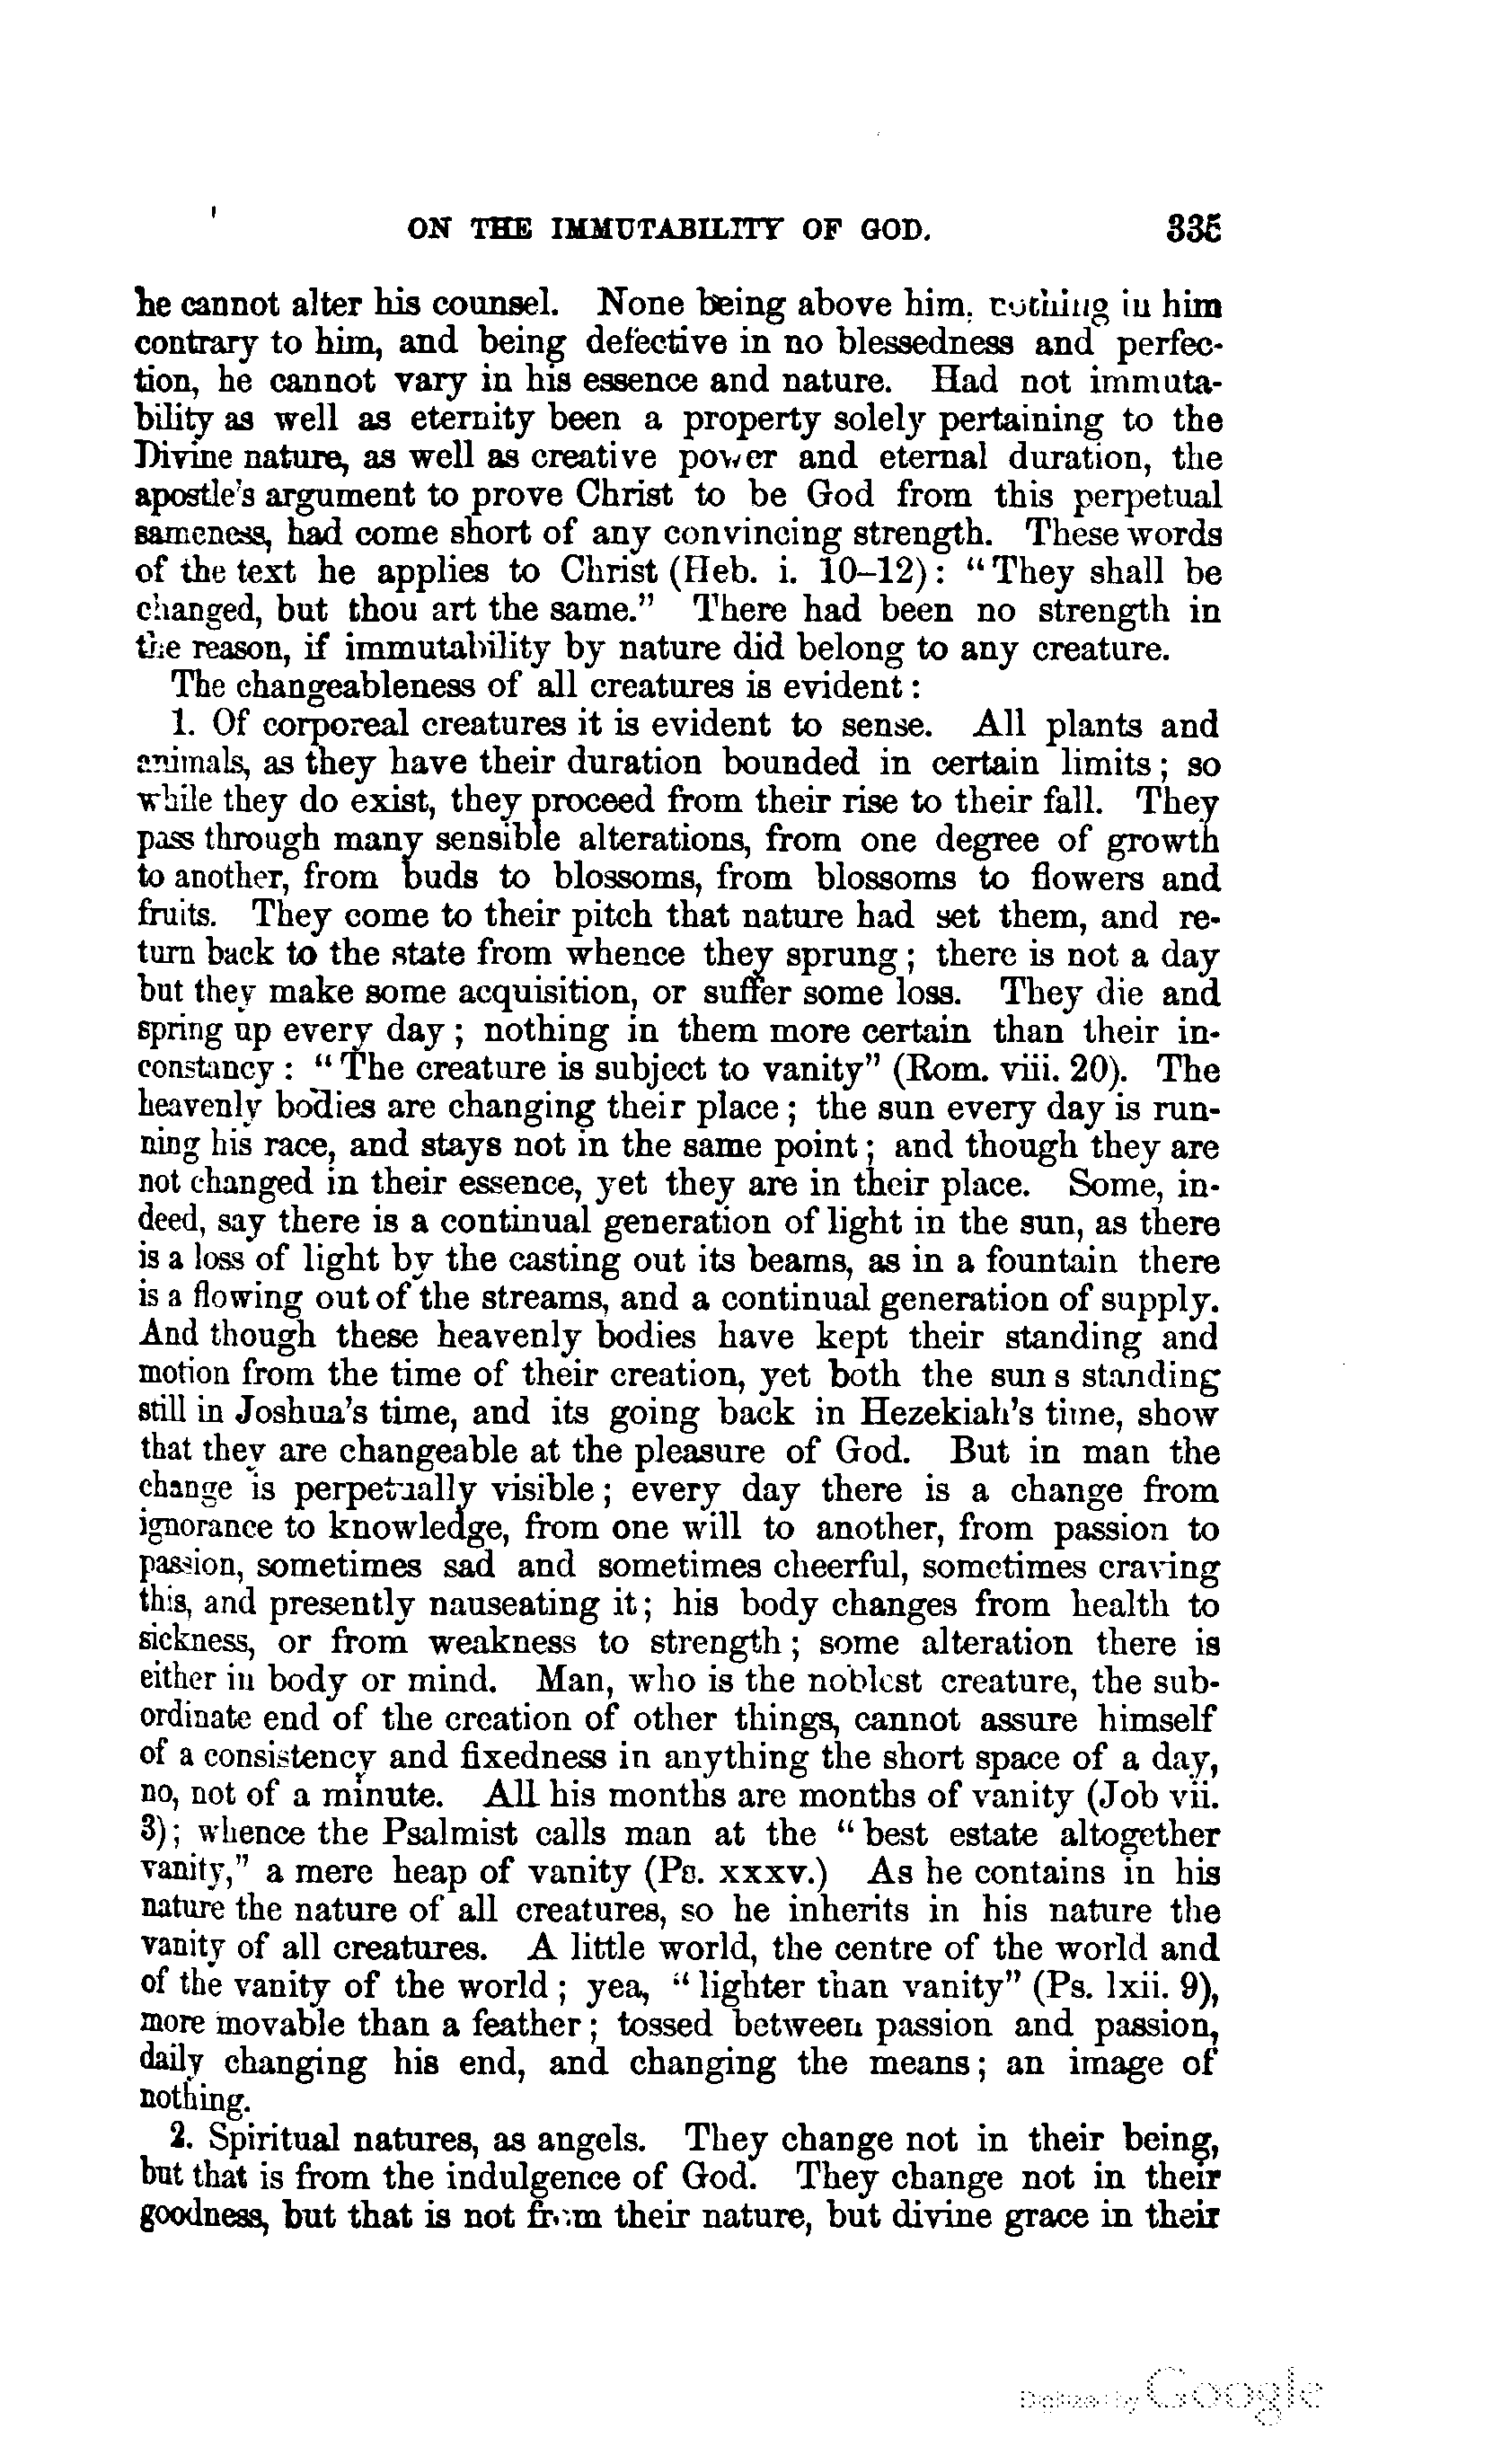 ON THE IMMUTABILITY OF GOD. 335
he cannot alter his counsel. None being above him, nothing in him
contrary to him, and being defective in no blessedness and perfec-
tion, he cannot vary in his essence and nature. Had not immuta-
bility as well as eternity been a property solely pertaining to the
Divine nature, as well as creative power and eternal duration, the
apostle's argument to prove Christ to be God from this perpetual
sameness, had come short of any convincing strength. These words
of the text he applies to Christ (Heb. i. 10–12): "They shall be
changed, but thou art the same." There had been no strength in
the reason, if immutability by nature did belong to any creature.
The changeableness of all creatures is evident:
1. Of corporeal creatures it is evident to sense. All plants and
animals, as they have their duration bounded in certain limits; so
while they do exist, they proceed from their rise to their fall. They
pass through many sensible alterations, from one degree of growth
to another, from buds to blossoms, from blossoms to flowers and
fruits. They come to their pitch that nature had set them, and re-
turn back to the state from whence they sprung; there is not a day
but they make some acquisition, or suffer some loss. They die and
spring up every day; nothing in them more certain than their in-
constancy: "The creature is subject to vanity" (Rom. viii. 20). The
heavenly bodies are changing their place; the sun every day is run-
ning his race, and stays not in the same point; and though they are
not changed in their essence, yet they are in their place. Some, in-
deed, say there is a continual generation of light in the sun, as there
is a loss of light by the casting out its beams, as in a fountain there
is a flowing out of the streams, and a continual generation of supply.
And though these heavenly bodies have kept their standing and
motion from the time of their creation, yet both the sun s standing
still in Joshua's time, and its going back in Hezekiah's time, show
that they are changeable at the pleasure of God. But in man the
change is perpetually visible; every day there is a change from
ignorance to knowledge, from one will to another, from passion to
passion, sometimes sad and sometimes cheerful, sometimes craving
this, and presently nauseating it; his body changes from health to
sickness, or from weakness to strength; some alteration there is
either in body or mind. Man, who is the noblest creature, the sub-
ordinate end of the creation of other things, cannot assure himself
of a consistency and fixedness in anything the short space of a day,
no, not of a minute. All his months are months of vanity (Job vii.
3); whence the Psalmist calls man at the "best estate altogether
vanity," a mere heap of vanity (Ps. xxxv.) As he contains in his
nature the nature of all creatures, so he inherits in his nature the
vanity of all creatures. A little world, the centre of the world and
of the vanity of the world; yea, "lighter than vanity" (Ps. lxii. 9),
more movable than a feather; tossed between passion and passion,
daily changing his end, and changing the means; an image of
nothing.
2. Spiritual natures, as angels. They change not in their being,
but that is from the indulgence of God. They change not in their
goodness, but that is not from their nature, but divine grace in their
Digitized by Google